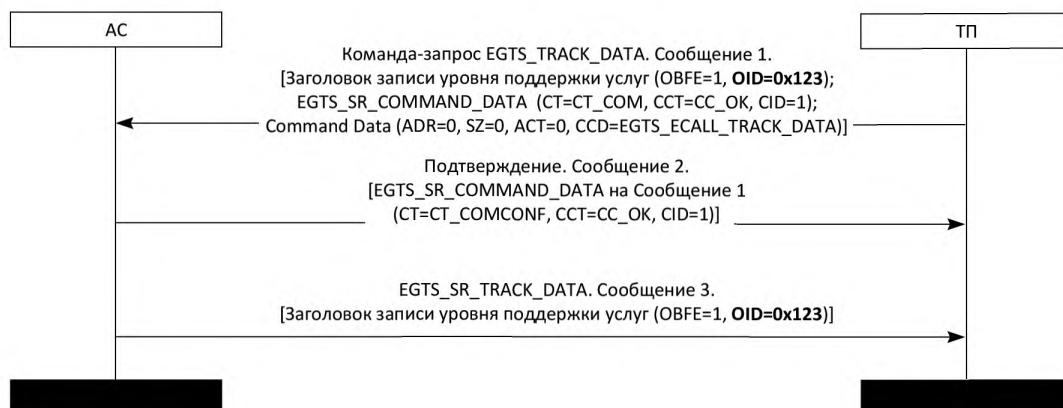 АС
ТП
Команда-запрос EGTS_TRACK_DATA. Сообщение 1.
[Заголовок записи уровня поддержки услуг (OBFE=1, OID=0x123);
EGTS_SR_COMMAND_DATA (CT=CT_COM, CCT=CC_OK, CID=1);
Command Data (ADR=0, SZ=0, ACT=0, CCD=EGTS_ECALL_TRACK_DATA)]
Подтверждение. Сообщение 2.
[EGTS_SR_COMMAND_DATA на Сообщение 1
(CT=CT_COMCONF, CCT=CC_OK, CID=1)]
EGTS_SR_TRACK_DATA. Сообщение 3.
[Заголовок записи уровня поддержки услуг (OBFE=1, OID=0x123)]